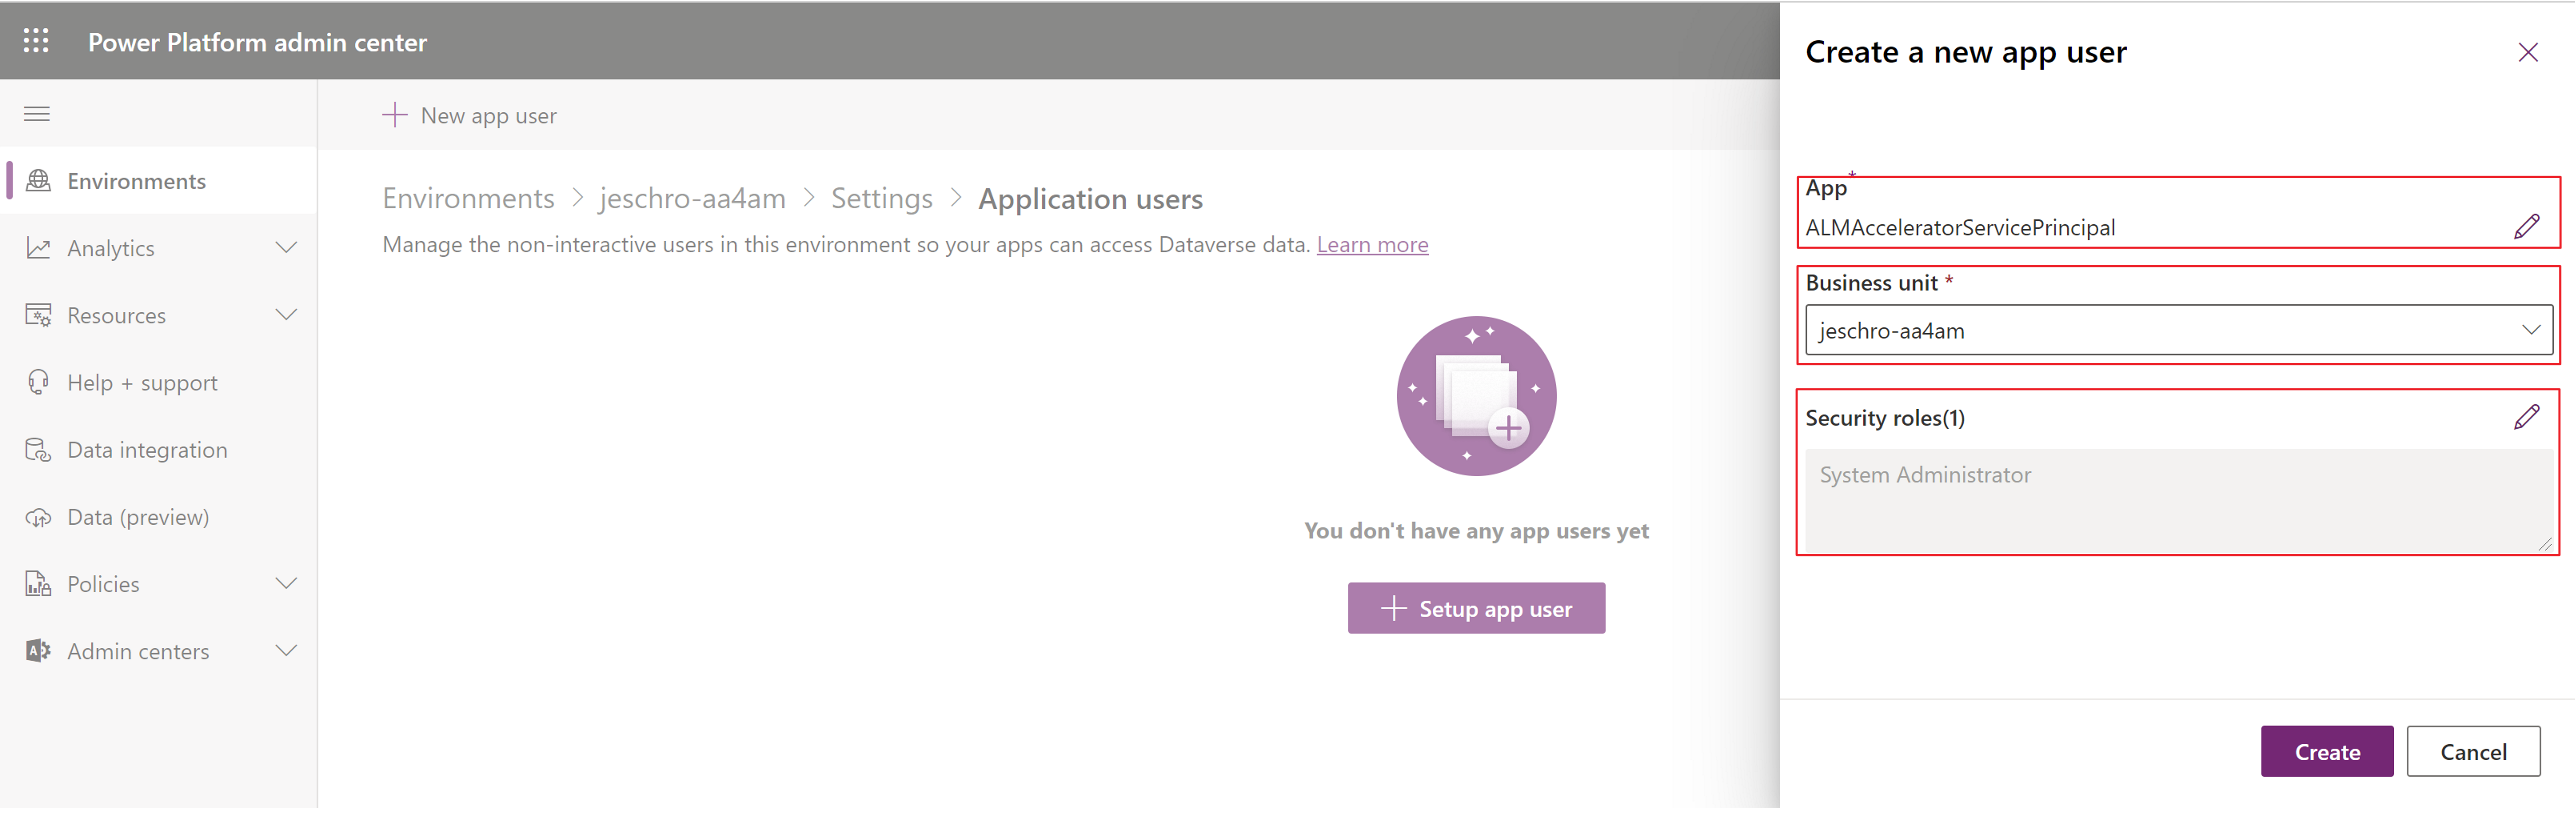 Power Platform admin center
Environments
Analytics
Resources
Help + support
Data integration
Data (preview)
Policies
Admin centers
New app user
Environments > jeschro-aa4am > Settings > Application users
Manage the non-interactive users in this environment so your apps can access Dataverse data. Learn more
You don't have any app users yet
Setup app user
Create a new app user
App *
ALMAcceleratorServicePrincipal
Business unit *
jeschro-aa4am
Security roles(1)
System Administrator
Create
Cancel